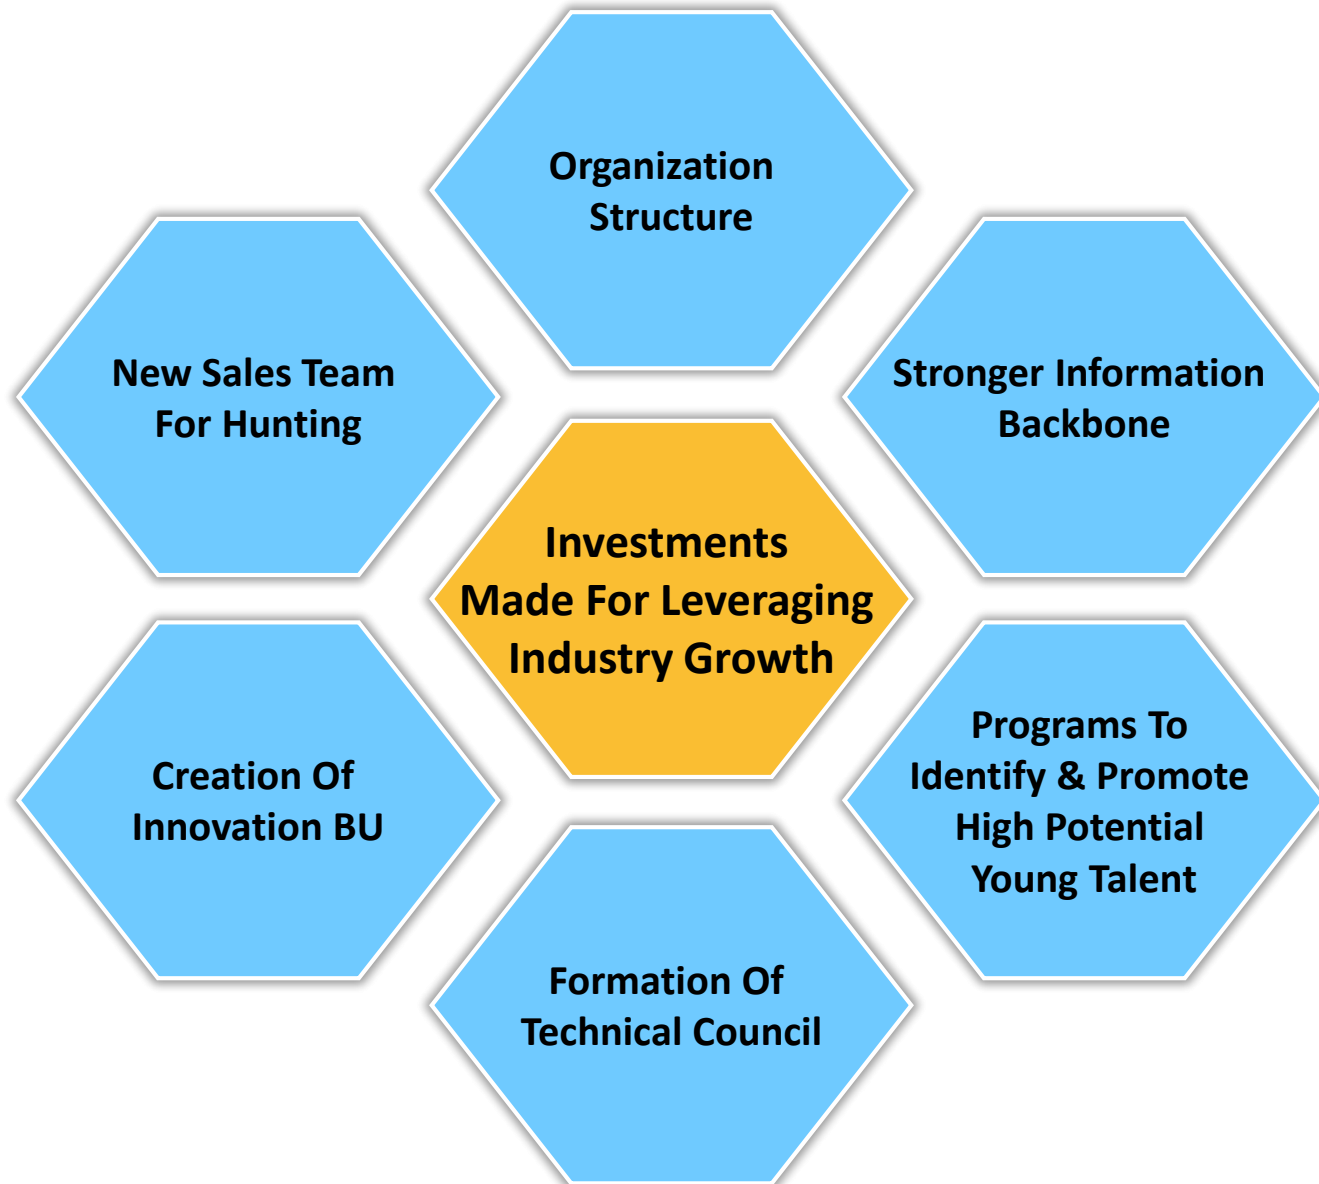 Organization
Structure
New Sales Team
For Hunting
Stronger Information
Backbone
Investments
Made For Leveraging
Industry Growth
Creation Of
Innovation BU
Programs To
Identify & Promote
High Potential
Young Talent
Formation Of
Technical Council